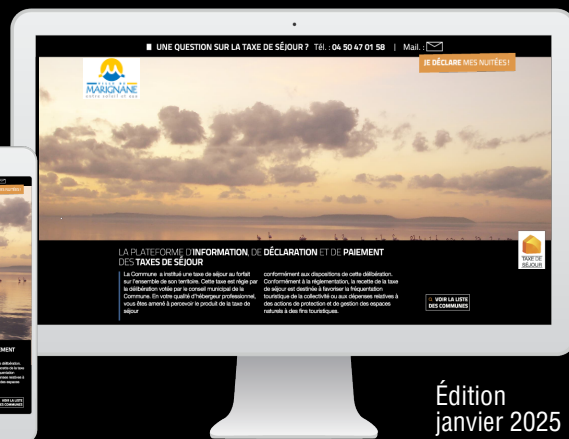 UNE QUESTION SUR LA TAXE DE SÉJOUR ? Tél. : 04 50 47 01 58 | Mail. :
JE DÉCLARE MES NUITÉES !
MARIGNANE
LA PLATEFORME D'INFORMATION, DE DÉCLARATION ET DE PAIEMENT
DES TAXES DE SÉJOUR
La Commune a institué une taxe de séjour au forfait
sur l'ensemble de son territoire. Cette taxe est régie par
la délibération votée par le conseil municipal de la
Commune. En votre qualité d'hébergeur professionnel,
vous êtes amené à percevoir le produit de la taxe de
séjour
conformément aux dispositions de cette délibération.
Conformément à la réglementation, la recette de la taxe
de séjour est destinée à favoriser la fréquentation
touristique de la collectivité ou aux dépenses relatives à
des actions de protection et de gestion des espaces
naturels à des fins touristiques.
TAXE DE
SÉJOUR
VOIR LA LISTE
DES COMMUNES
Édition
janvier 2025